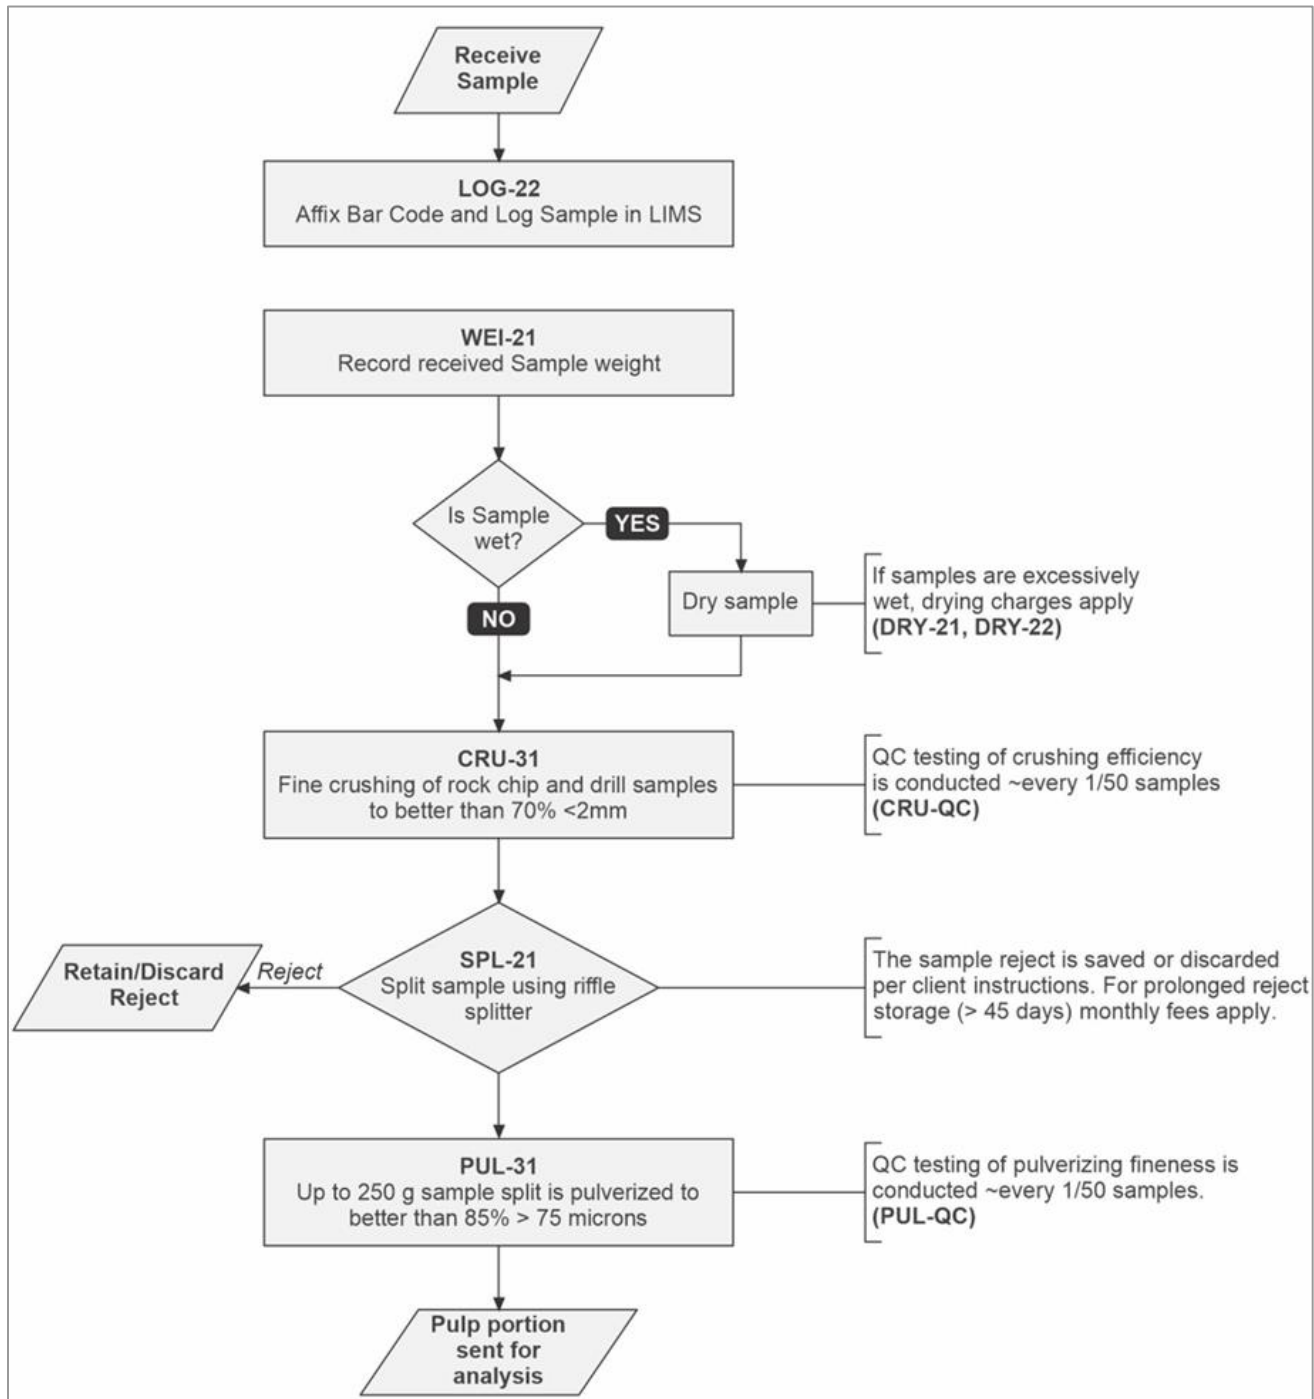 Receive
Sample
LOG-22
Affix Bar Code and Log Sample in LIMS
WEI-21
Record received Sample weight
Is Sample
wet?
YES
NO
Dry sample
If samples are excessively
wet, drying charges apply
(DRY-21, DRY-22)
CRU-31
Fine crushing of rock chip and drill samples
to better than 70% <2mm
QC testing of crushing efficiency
is conducted ~every 1/50 samples
(CRU-QC)
Retain/Discard
Reject
Reject
SPL-21
Split sample using riffle
splitter
The sample reject is saved or discarded
per client instructions. For prolonged reject
storage (> 45 days) monthly fees apply.
PUL-31
Up to 250 g sample split is pulverized to
better than 85% > 75 microns
QC testing of pulverizing fineness is
conducted ~every 1/50 samples.
(PUL-QC)
Pulp portion
sent for
analysis